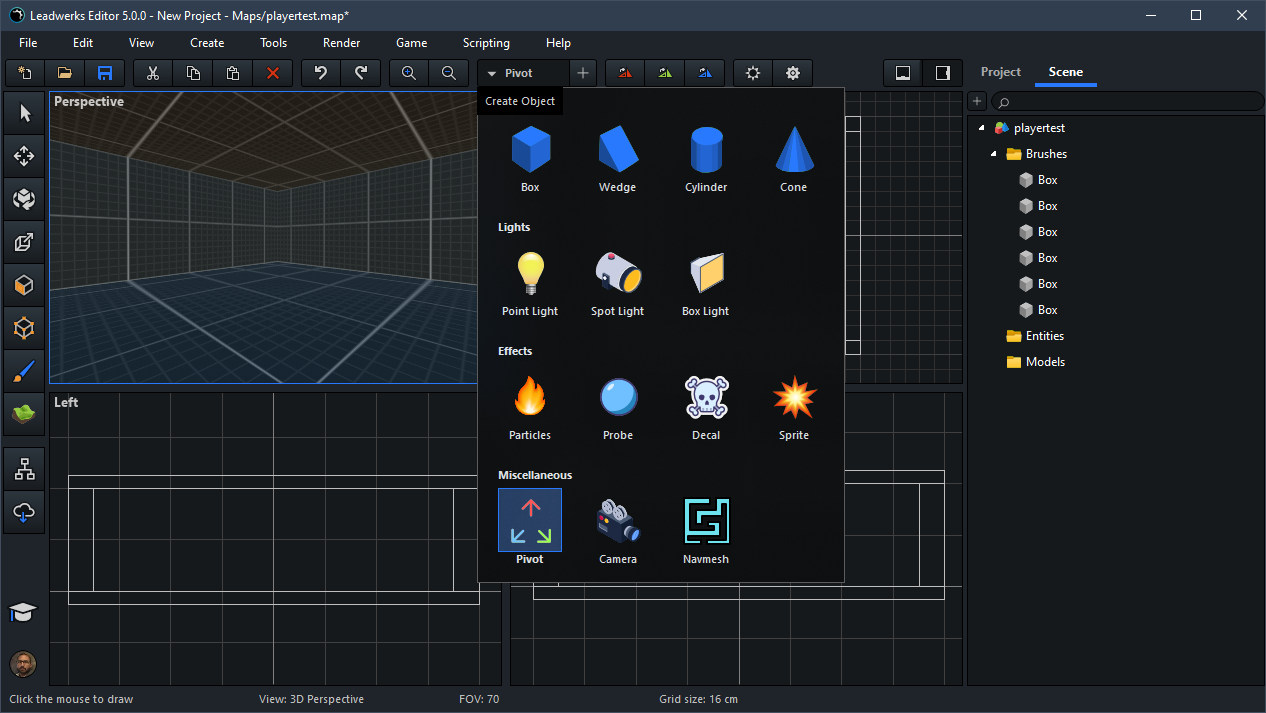 Leadwerks Editor 5.0.0 - New Project - Maps/playertest.map*
File Edit View Create Tools Render Game Scripting Help
Pivot
Project Scene
Create Object
Perspective
Box Wedge Cylinder Cone
Lights
Point Light Spot Light Box Light
Effects
Particles Probe Decal Sprite
Miscellaneous
Pivot Camera Navmesh
Left
playertest
Brushes
Box
Box
Box
Box
Box
Box
Entities
Models
Click the mouse to draw View: 3D Perspective FOV: 70 Grid size: 16 cm